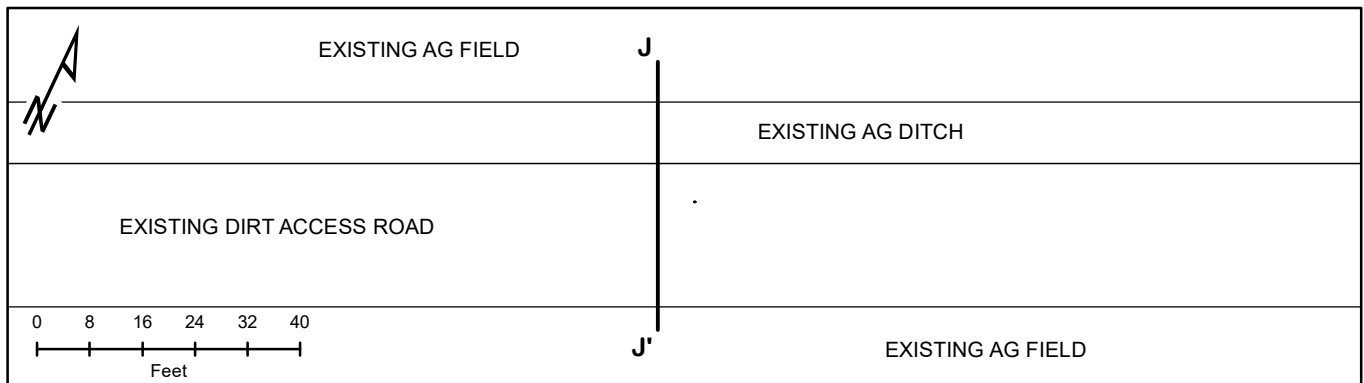 EXISTING AG FIELD
J
N
EXISTING AG DITCH
EXISTING DIRT ACCESS ROAD
0 8 16 24 32 40
Feet
J'
EXISTING AG FIELD